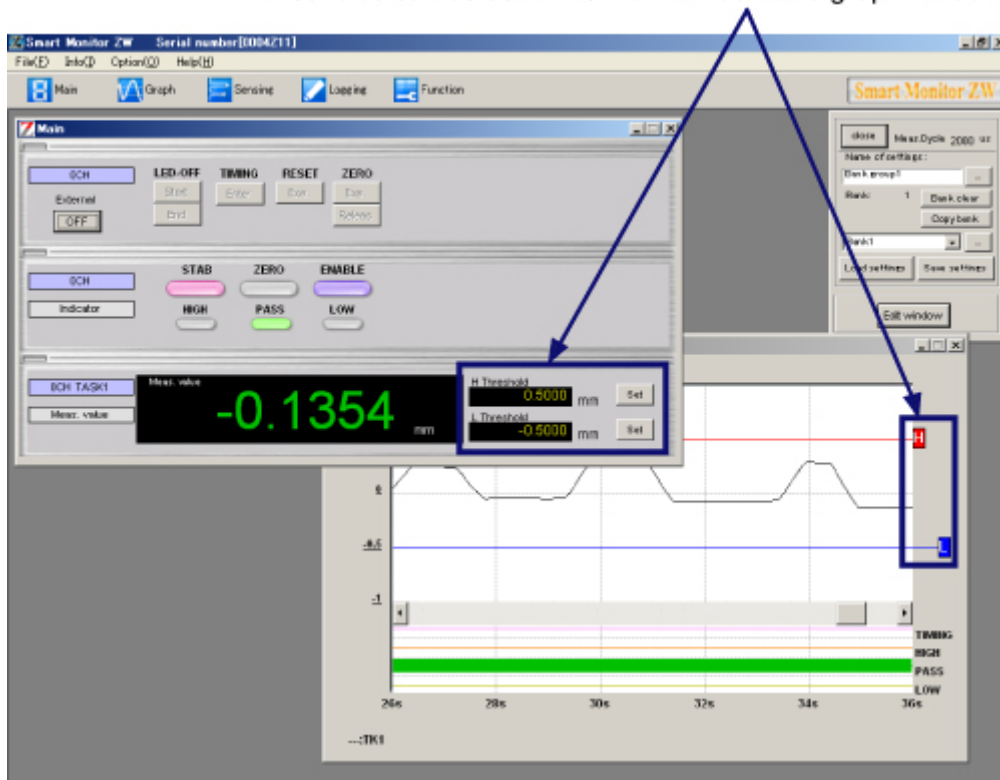 Smart Monitor ZW Serial number[0004211]
File(F) Info(I) Option(O) Help(H)
Main Graph Sensing Logging Function
Smart Monitor ZW
Main
0CH
External
OFF
LED-OFF TIMING RESET ZERO
Start Enter Exe. Exe.
End Release
close Meas.Cycle 2000 us
Name of settings:
Bank group1 ...
Bank: 1 Bank clear
Copy bank
Bank1 ...
Load settings Save settings
Edit window
0CH
Indicator
STAB ZERO ENABLE
HIGH PASS LOW
0CH TASK1
Meas. value
Meas. value
-0.1354 mm
H Threshold
0.5000 mm Set
L Threshold
-0.5000 mm Set
H
0
-0.5
L
-1
TIMING
HIGH
PASS
LOW
26s 28s 30s 32s 34s 36s
---:TK1